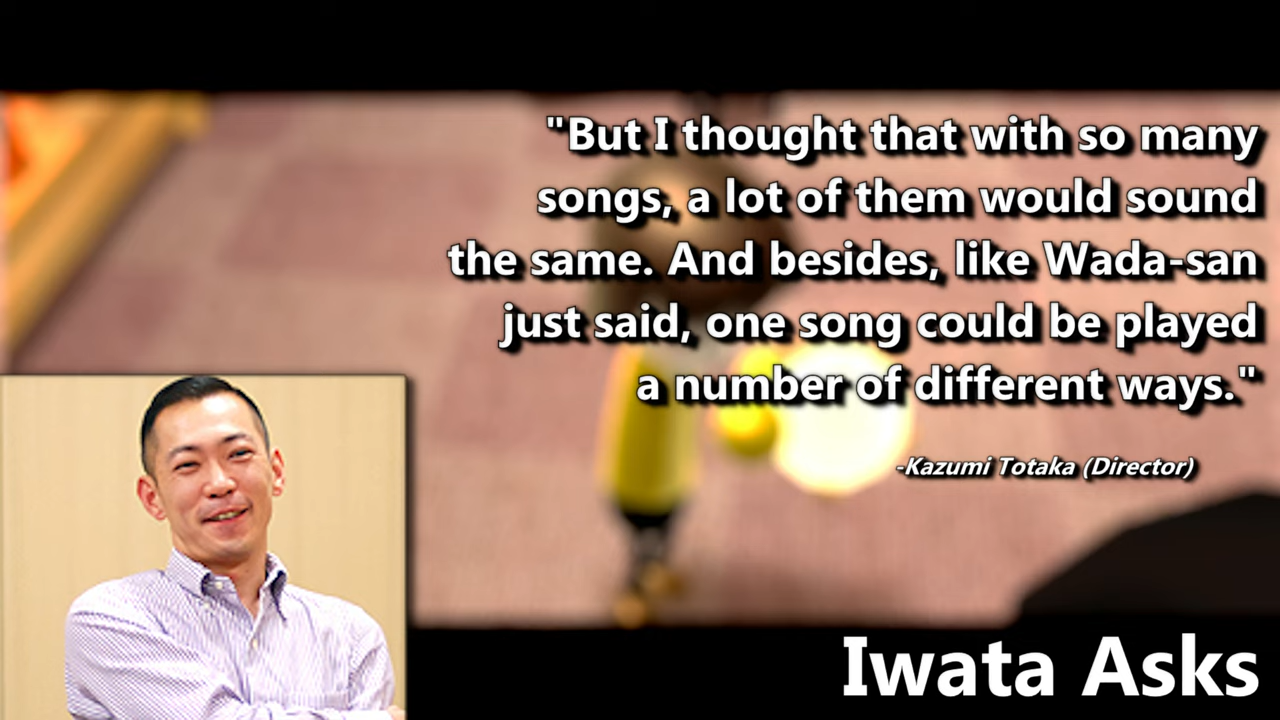 "But I thought that with so many
songs, a lot of them would sound
the same. And besides, like Wada-san
just said, one song could be played
a number of different ways."
-Kazumi Totaka (Director)
Iwata Asks